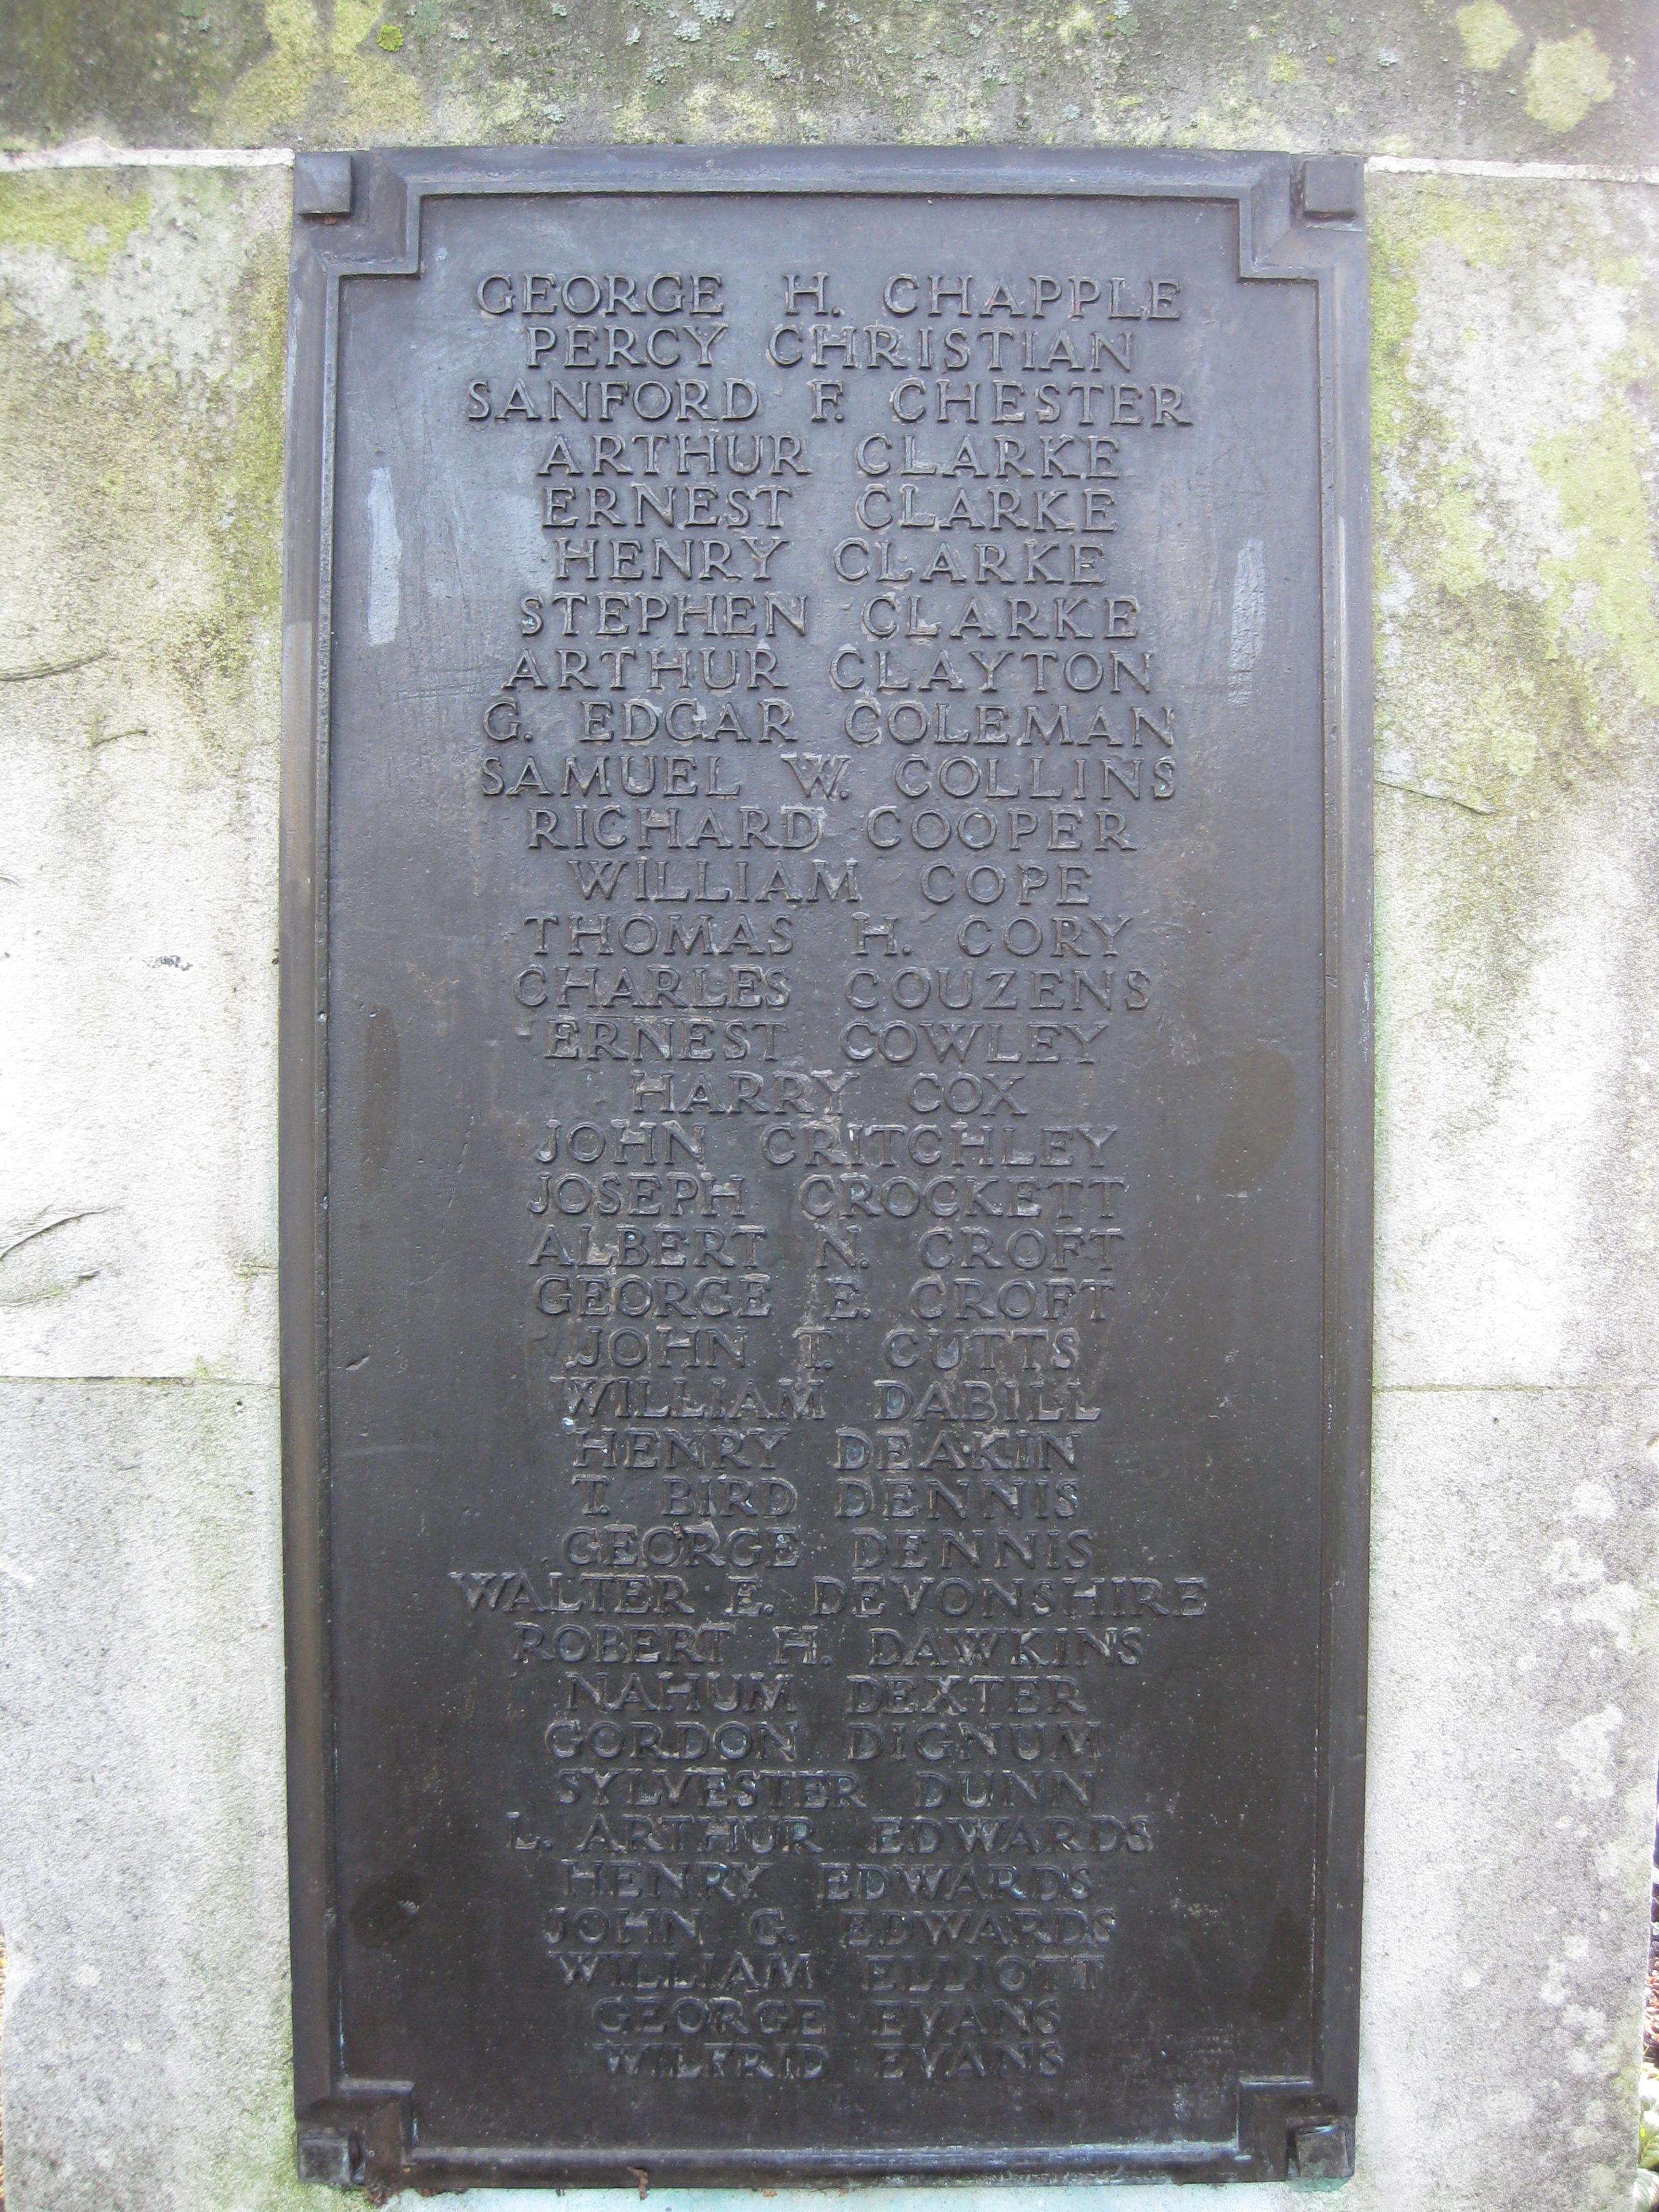 GEORGE H. CHAPPLE
PERCY CHRISTIAN
SANFORD F. CHESTER
ARTHUR CLARKE
ERNEST CLARKE
HENRY CLARKE
STEPHEN CLARKE
ARTHUR CLAYTON
G. EDGAR COLEMAN
SAMUEL W. COLLINS
RICHARD COOPER
WILLIAM COPE
THOMAS H. CORY
CHARLES COUZENS
ERNEST COWLEY
HARRY COX
JOHN CRITCHLEY
JOSEPH CROCKETT
ALBERT N. CROFT
GEORGE E. CROFT
JOHN T. CUTTS
WILLIAM DABILL
HENRY DEAKIN
T. BIRD DENNIS
GEORGE DENNIS
WALTER E. DEVONSHIRE
ROBERT H. DAWKINS
NAHUM DEXTER
GORDON DIGNUM
SYLVESTER DUNN
L. ARTHUR EDWARDS
HENRY EDWARDS
JOHN G. EDWARDS
WILLIAM ELLIOTT
GEORGE EVANS
WILFRID EVANS